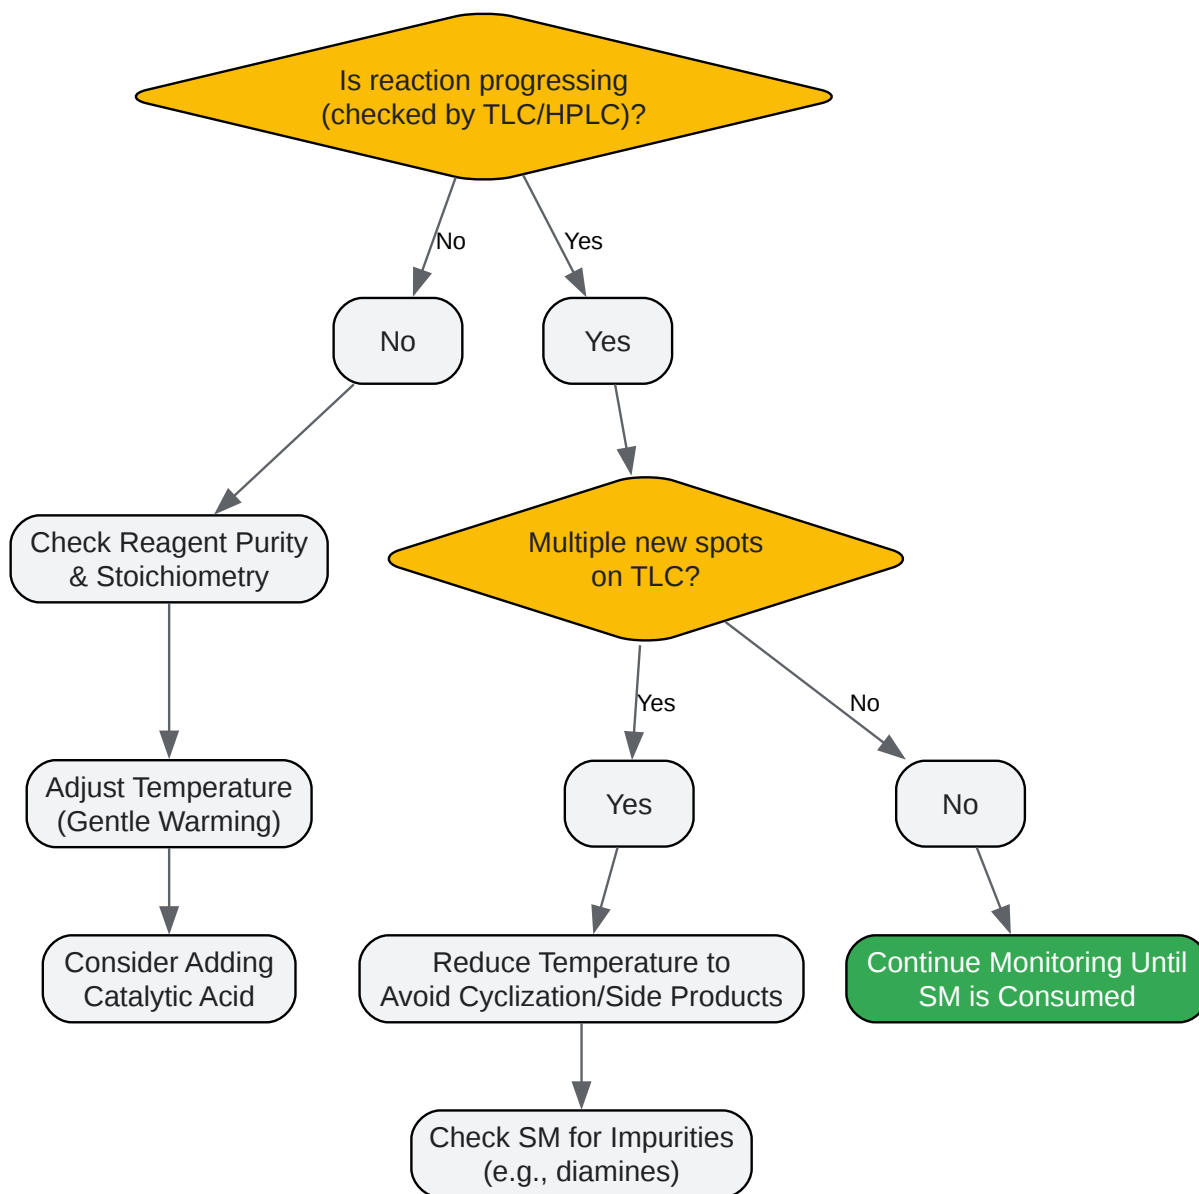 Is reaction progressing
(checked by TLC/HPLC)?
No
Yes
No
Yes
Check Reagent Purity
& Stoichiometry
Multiple new spots
on TLC?
Yes
No
Adjust Temperature
(Gentle Warming)
Yes
No
Consider Adding
Catalytic Acid
Reduce Temperature to
Avoid Cyclization/Side Products
Continue Monitoring Until
SM is Consumed
Check SM for Impurities
(e.g., diamines)